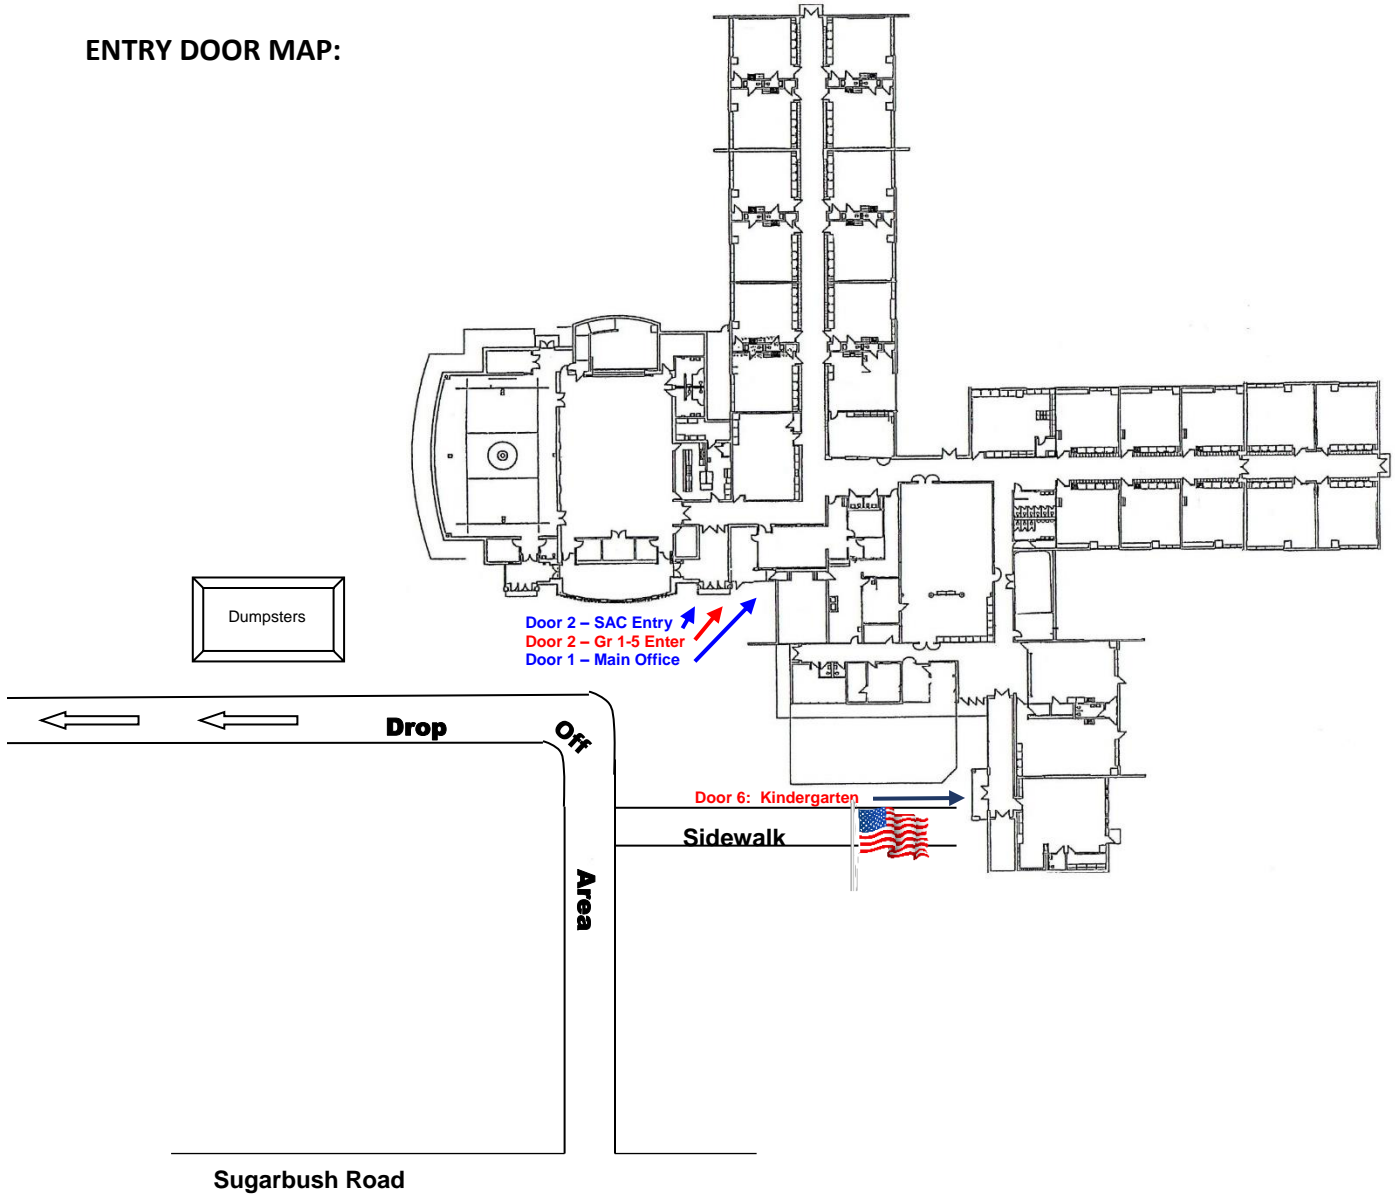 ENTRY DOOR MAP:
Dumpsters
Door 2 – SAC Entry
Door 2 – Gr 1-5 Enter
Door 1 – Main Office
Drop
Off
Area
Door 6:  Kindergarten
Sidewalk
Sugarbush Road